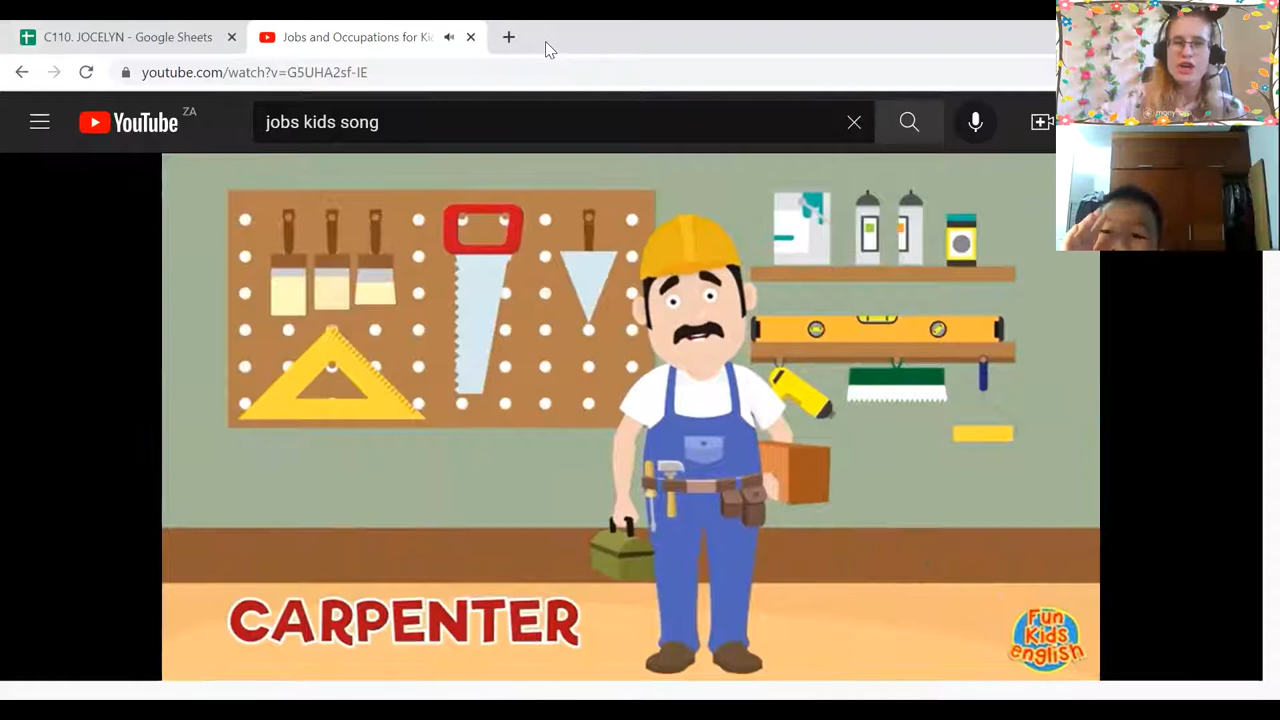 C110. JOCELYN - Google Sheets
Jobs and Occupations for Ki
youtube.com/watch?v=G5UHA2sf-IE
YouTube ZA
jobs kids song
CARPENTER
Fun
Kids
english